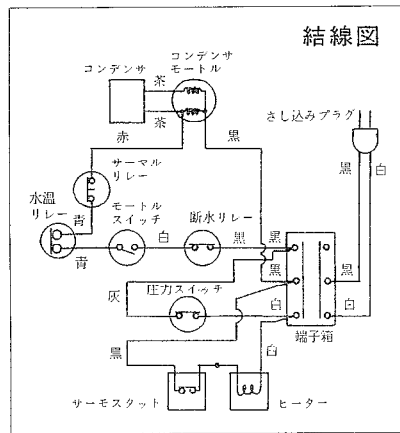 結線図
コンデンサ
モートル
コンデンサ
茶
茶
さし込みプラグ
赤
黒
黒
白
サーマル
リレー
水温
リレー
青
モートル
スイッチ
断水リレー
白
黒
黒
青
黒
黒
灰
圧力スイッチ
白
白
端子箱
黒
白
サーモスタット
ヒーター